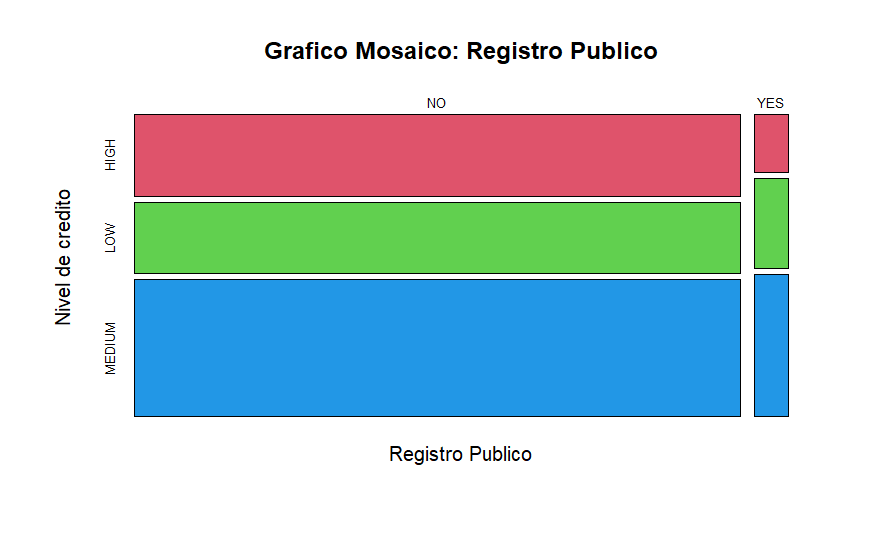 Grafico Mosaico: Registro Publico
NO
YES
HIGH
LOW
MEDIUM
Nivel de credito
Registro Publico